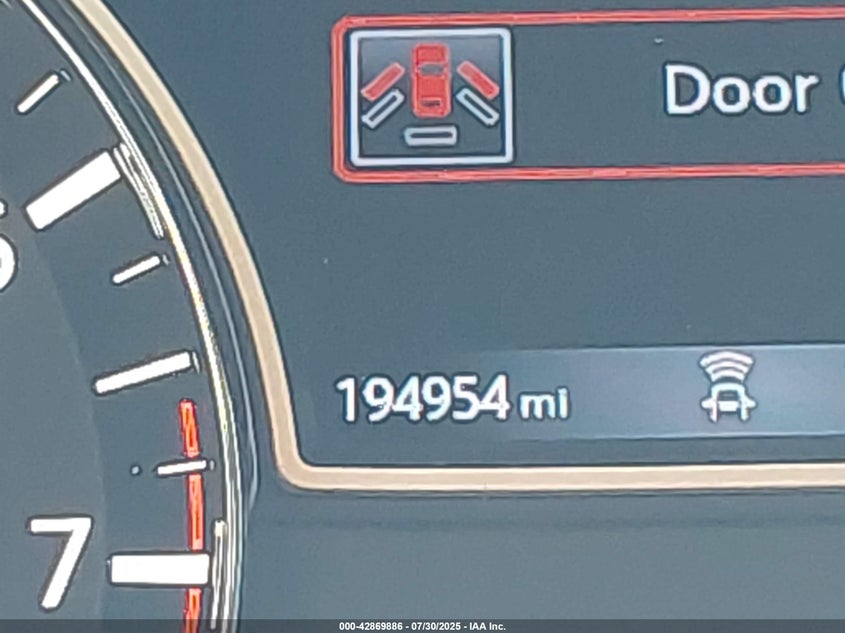 Door
194954 mi
7
000-42869886 - 07/30/2025 - IAA Inc.